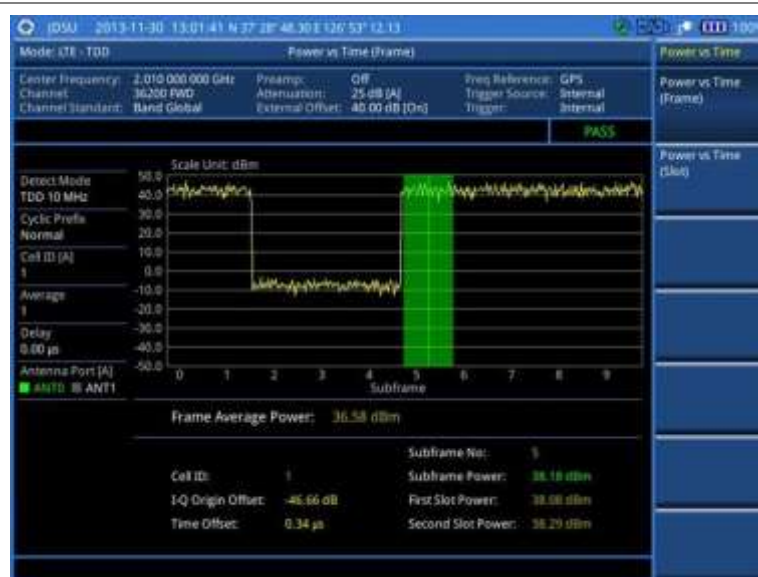 JDSU 2013-11-30 13:01:41 N 37° 28' 48.30 E 126° 53' 12.13 100%
Mode: LTE - TDD Power vs Time (Frame) Power vs Time
Center Frequency: 2.010 000 000 GHz Preamp: Off Freq Reference: GPS
Channel: 36200 FWD Attenuation: 25 dB [A] Trigger Source: Internal
Channel Standard: Band Global External Offset: 40.00 dB [On] Trigger: Internal
Power vs Time
(Frame)
PASS
Power vs Time
(Slot)
Scale Unit: dBm
Detect Mode
TDD 10 MHz
Cyclic Prefix
Normal
Cell ID [A]
1
Average
1
Delay
0.00 µs
Antenna Port [A]
ANT0 ANT1
50.0
40.0
30.0
20.0
10.0
0.0
-10.0
-20.0
-30.0
-40.0
-50.0
0 1 2 3 4 5 6 7 8 9
Subframe
Frame Average Power: 36.58 dBm
Subframe No: 5
Cell ID: 1 Subframe Power: 38.18 dBm
I-Q Origin Offset: -46.66 dB First Slot Power: 38.08 dBm
Time Offset: 0.34 µs Second Slot Power: 38.29 dBm